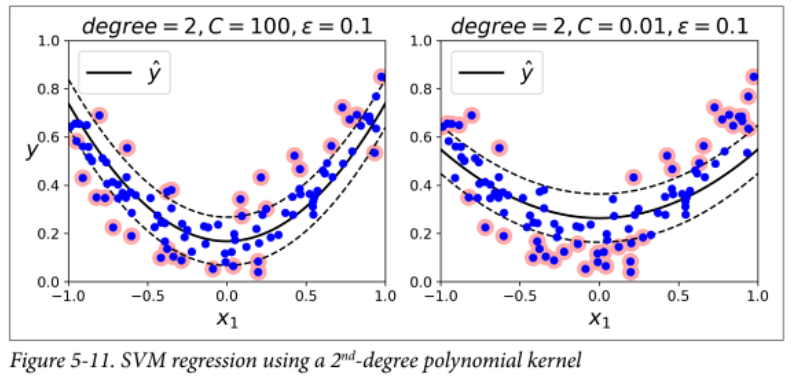 degree = 2, C = 100, ε = 0.1
degree = 2, C = 0.01, ε = 0.1
1.0
0.8
0.6
0.4
0.2
0.0
y
ŷ
−1.0 −0.5 0.0 0.5 1.0
x₁
1.0
0.8
0.6
0.4
0.2
0.0
ŷ
−1.0 −0.5 0.0 0.5 1.0
x₁
Figure 5-11. SVM regression using a 2ⁿᵈ-degree polynomial kernel